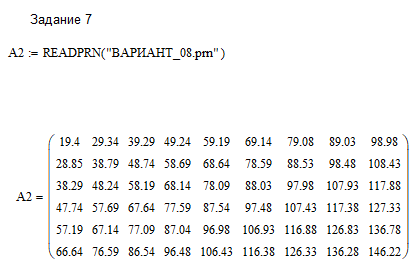 Задание 7
A2 := READPRN("ВАРИАНТ_08.prn")
19.4 29.34 39.29 49.24 59.19 69.14 79.08 89.03 98.98
28.85 38.79 48.74 58.69 68.64 78.59 88.53 98.48 108.43
38.29 48.24 58.19 68.14 78.09 88.03 97.98 107.93 117.88
A2 =
47.74 57.69 67.64 77.59 87.54 97.48 107.43 117.38 127.33
57.19 67.14 77.09 87.04 96.98 106.93 116.88 126.83 136.78
66.64 76.59 86.54 96.48 106.43 116.38 126.33 136.28 146.22